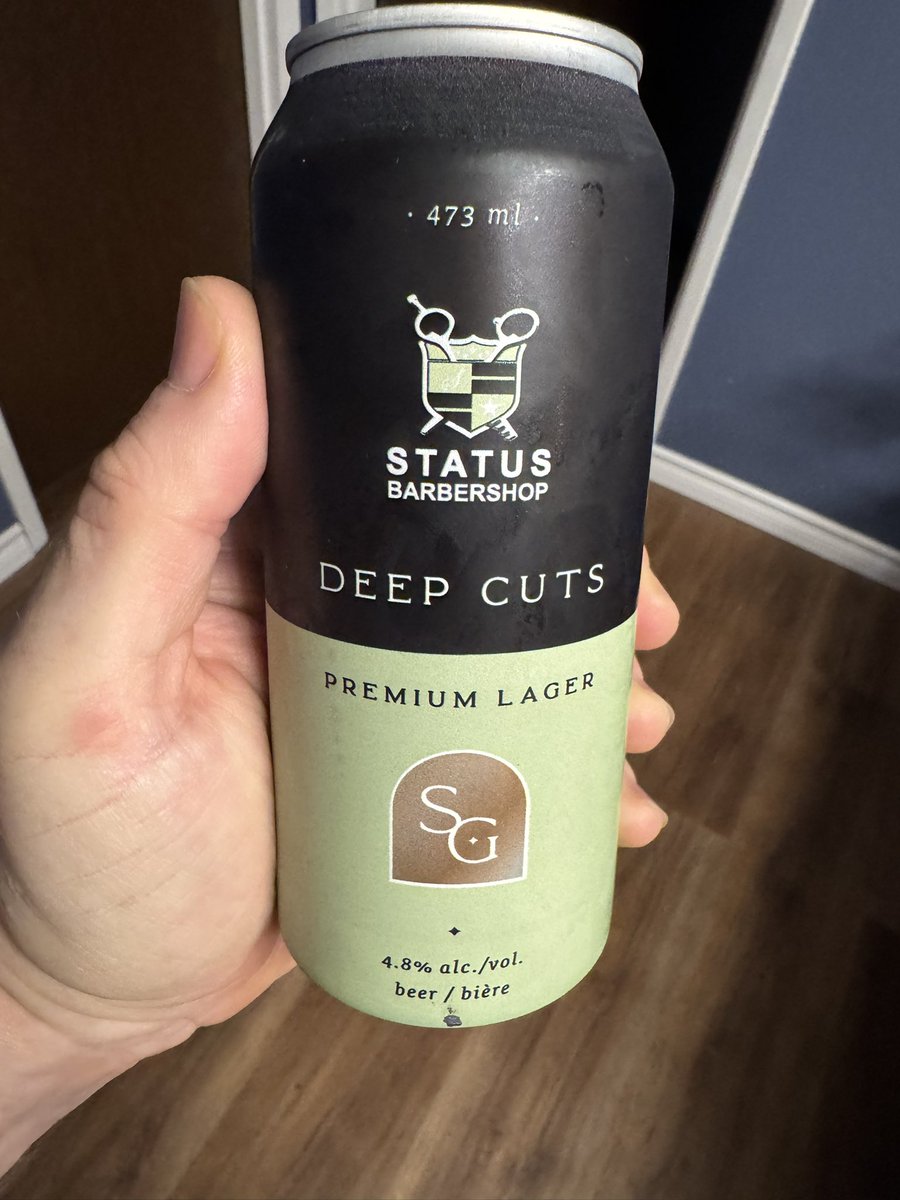 · 473 ml ·
STATUS
BARBERSHOP
DEEP CUTS
PREMIUM LAGER
SG
4.8% alc./vol.
beer / bière